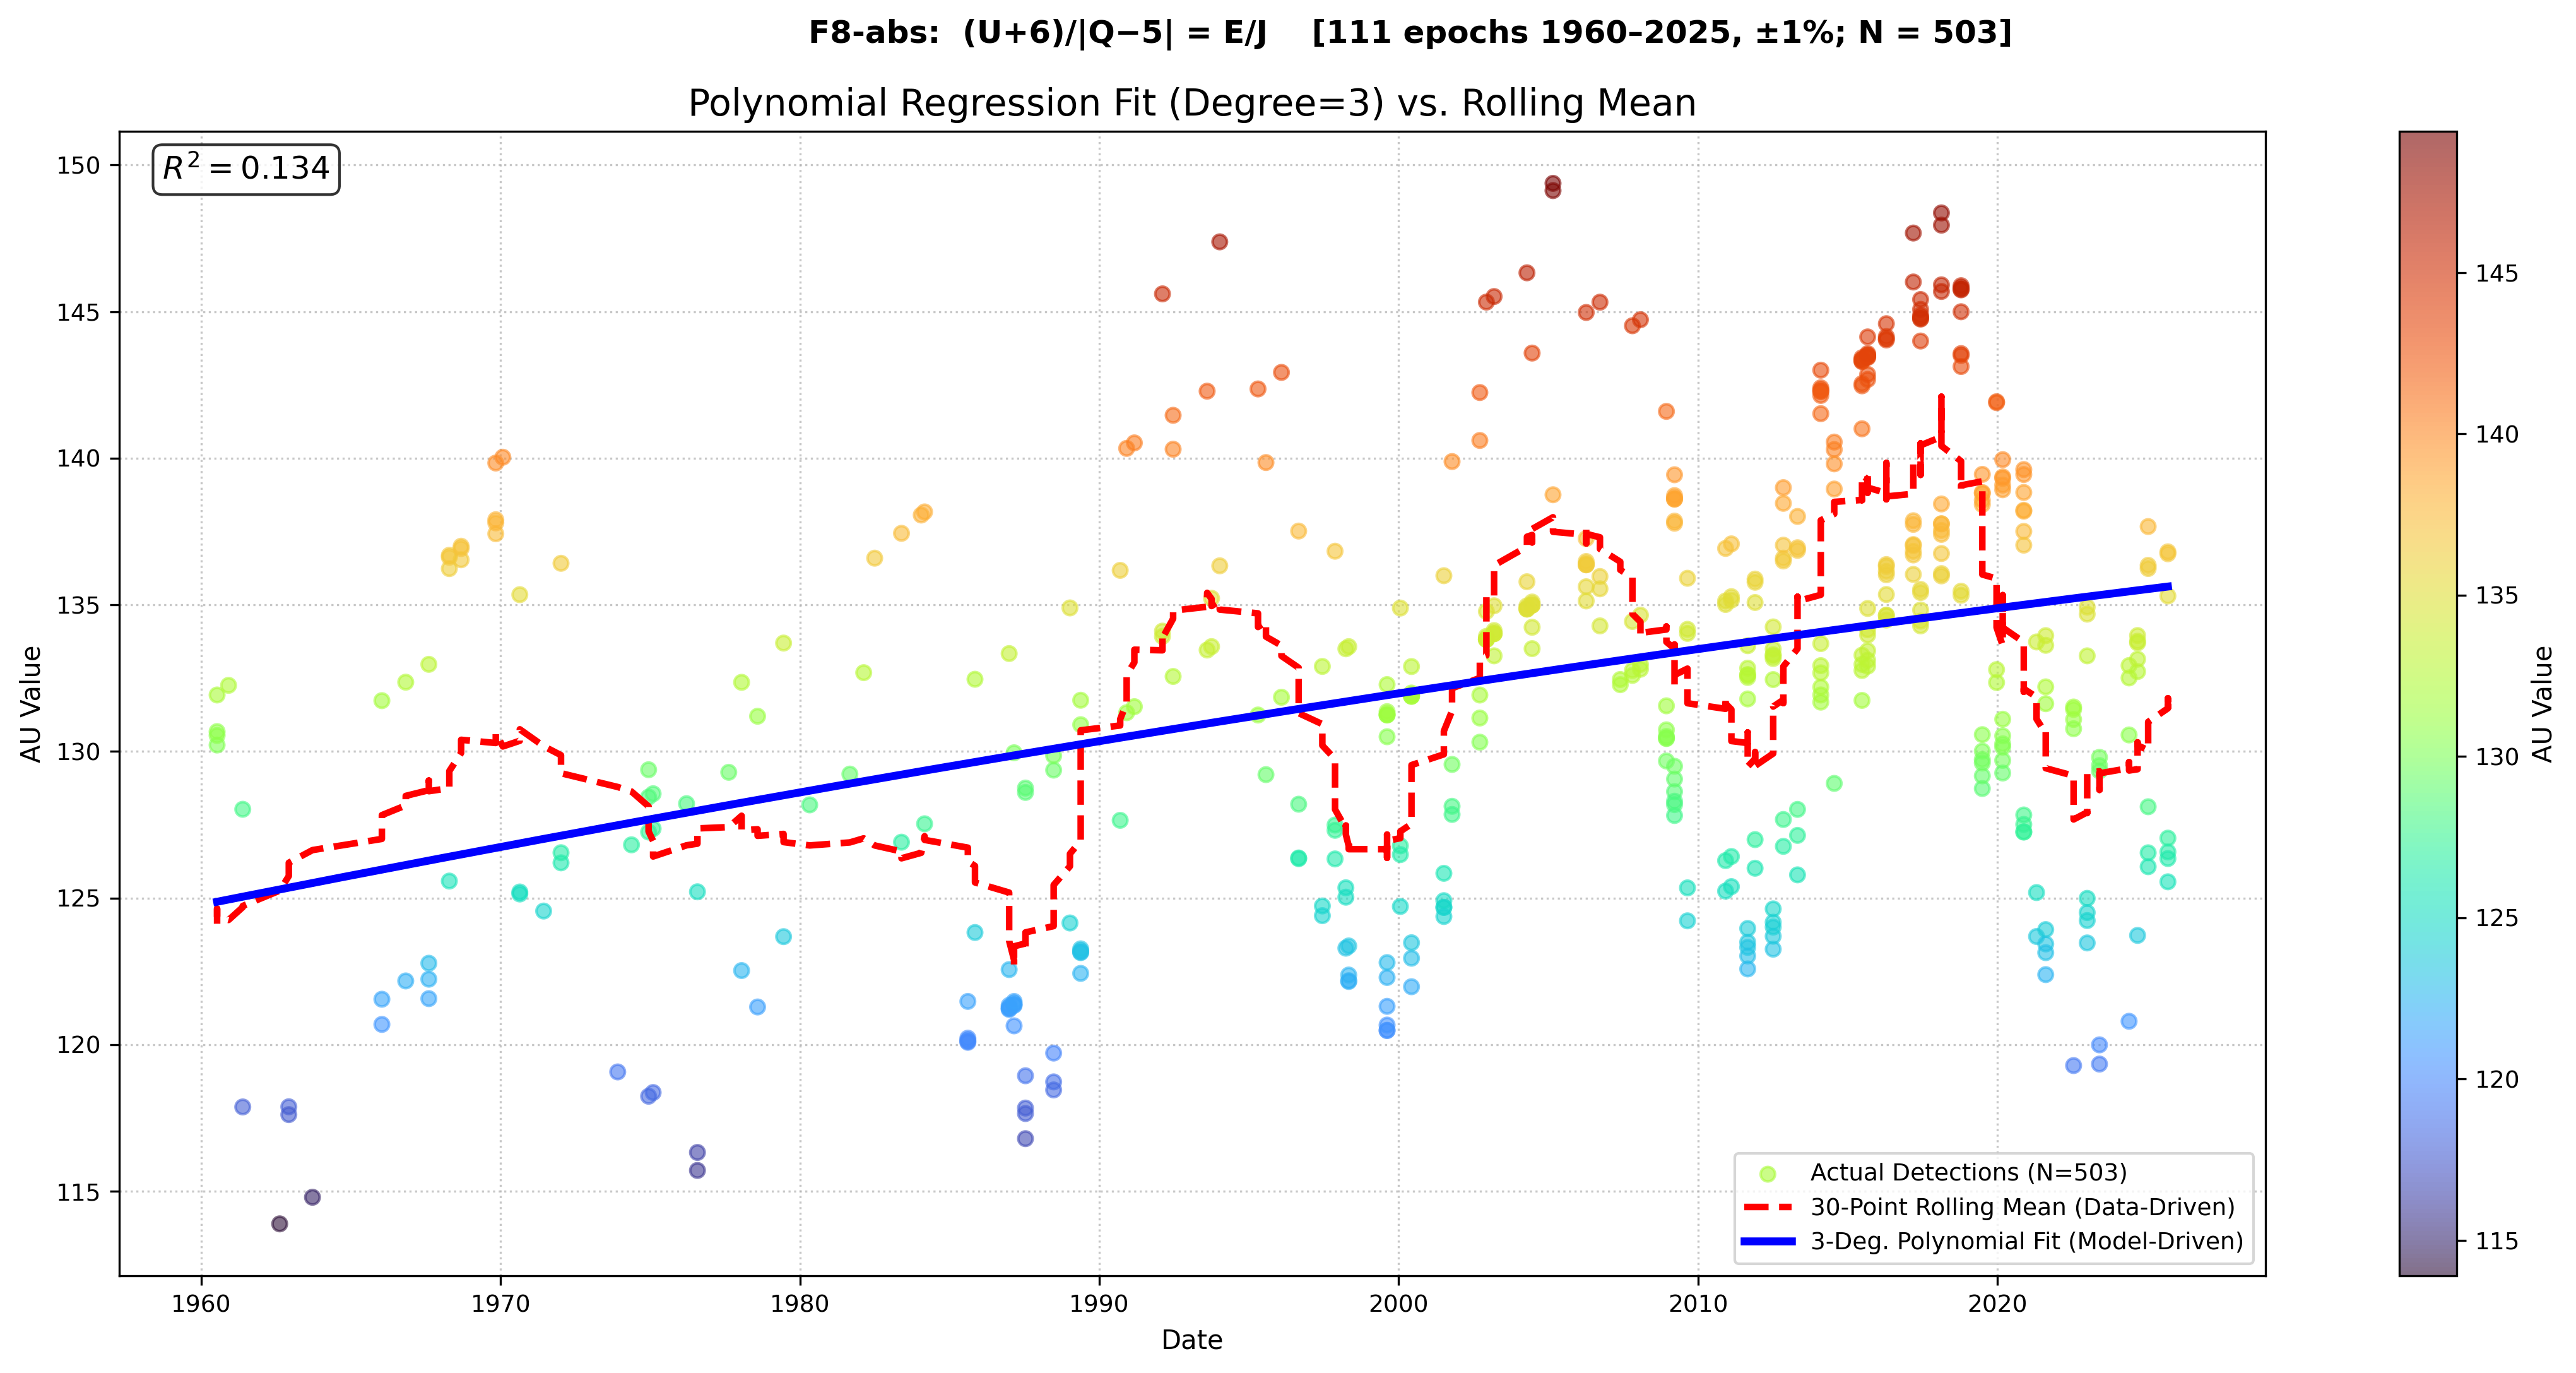 F8-abs: (U+6)/|Q−5| = E/J [111 epochs 1960–2025, ±1%; N = 503]
Polynomial Regression Fit (Degree=3) vs. Rolling Mean
R² = 0.134
150
145
140
135
130
125
120
115
AU Value
1960
1970
1980
1990
2000
2010
2020
Date
Actual Detections (N=503)
30-Point Rolling Mean (Data-Driven)
3-Deg. Polynomial Fit (Model-Driven)
145
140
135
130
125
120
115
AU Value